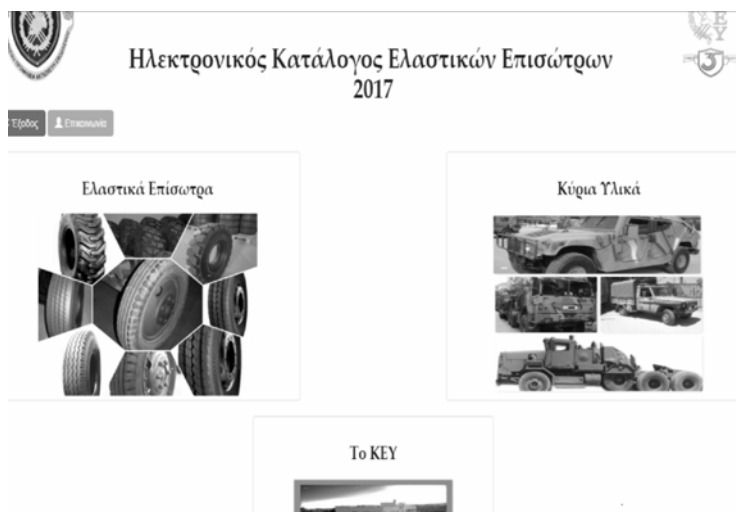 Ηλεκτρονικός Κατάλογος Ελαστικών Επισώτρων
2017
Έξοδος
Επικοινωνία
Ελαστικά Επίσωτρα
Κύρια Υλικά
Το ΚΕΥ